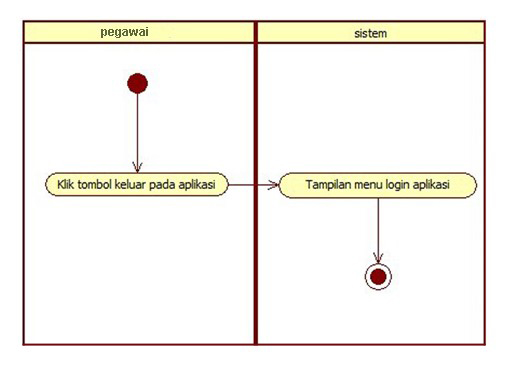 pegawai
sistem
Klik tombol keluar pada aplikasi
Tampilan menu login aplikasi